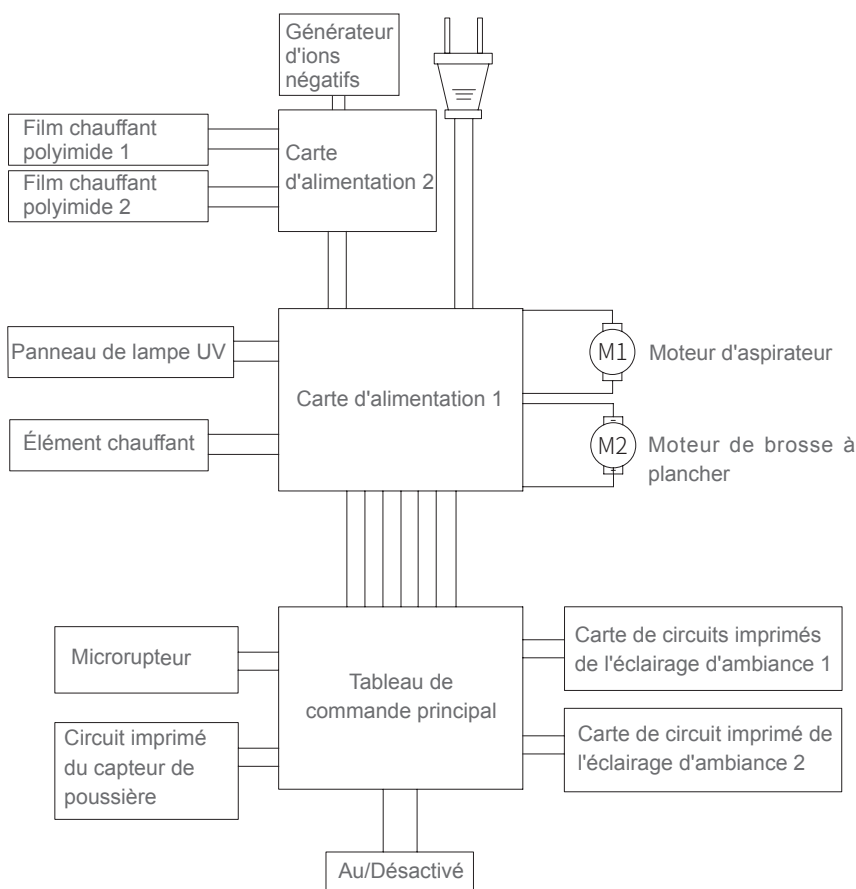 Générateur
d'ions
négatifs
Film chauffant
polyimide 1
Carte
d'alimentation 2
Film chauffant
polyimide 2
Panneau de lampe UV
Carte d'alimentation 1
M1
Moteur d'aspirateur
Élément chauffant
M2
Moteur de brosse à
plancher
Microrupteur
Tableau de
commande principal
Carte de circuits imprimés
de l'éclairage d'ambiance 1
Circuit imprimé
du capteur de
poussière
Carte de circuit imprimé de
l'éclairage d'ambiance 2
Au/Désactivé